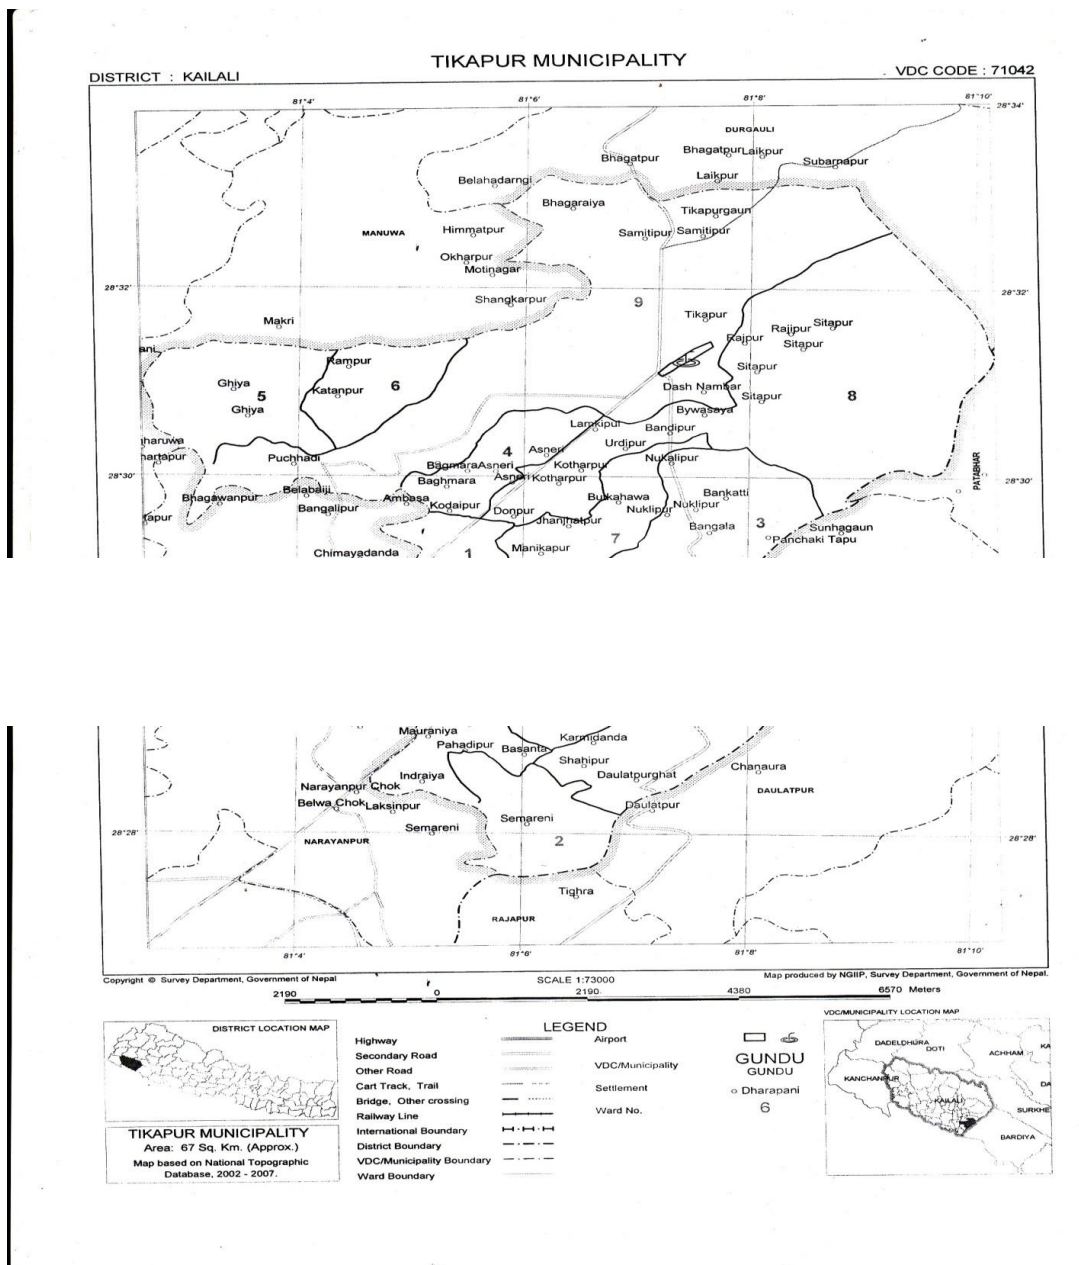 TIKAPUR MUNICIPALITY
DISTRICT : KAILALI
VDC CODE : 71042
81°4'
81°6'
81°8'
81°10'
28°34'
DURGAULI
Bhagatpur
Bhagatpur
Laikpur
Subarnapur
Belahadarngi
Laikpur
Bhagaraiya
Tikapurgaun
MANUWA
Himmatpur
Samitipur
Samitipur
Okharpur
Motinagar
28°32'
28°32'
Shangkarpur
9
Makri
Tikapur
Rajpur
Rajipur
Sitapur
Sitapur
ani
Rampur
Sitapur
Ghiya
5
Katanpur
6
Dash Nambar
Sitapur
8
Ghiya
Bywasaya
Lamkipul
Bandipur
haruwa
Puchhadi
4
Asneri
Urdipur
Nukalipur
hartapur
Bagmara
Asneri
Kotharpur
28°30'
28°30'
PATABHAR
Baghmara
Asneri
Kotharpur
Bhagawanpur
Belabaiji
Ambasa
Butkahawa
Bankatti
Bangalipur
Kodaipur
Donpur
Nuklipur
Nuklipur
tapur
Jhanjhatpur
Bangala
3
Sunhagaun
Chimayadanda
1
Manikapur
7
Panchaki Tapu
Mauraniya
Pahadipur
Basanta
Karmidanda
Shahipur
Chanaura
Narayanpur Chok
Indraiya
Daulatpurghat
DAULATPUR
Belwa Chok
Laksinpur
Daulatpur
28°28'
Semareni
Semareni
2
28°28'
NARAYANPUR
Tighra
RAJAPUR
81°4'
81°6'
81°8'
81°10'
Copyright © Survey Department, Government of Nepal
SCALE 1:73000
Map produced by NGIIP, Survey Department, Government of Nepal.
2190 0 2190 4380 6570 Meters
DISTRICT LOCATION MAP
TIKAPUR MUNICIPALITY
Area: 67 Sq. Km. (Approx.)
Map based on National Topographic
Database, 2002 - 2007.
LEGEND
Highway
Secondary Road
Other Road
Cart Track, Trail
Bridge, Other crossing
Railway Line
International Boundary
District Boundary
VDC/Municipality Boundary
Ward Boundary
Airport
VDC/Municipality
Settlement
Ward No.
GUNDU
GUNDU
Dharapani
6
VDC/MUNICIPALITY LOCATION MAP
DADELDHURA
DOTI
ACHHAM
KA
KANCHANPUR
KAILALI
DA
SURKHE
BARDIYA